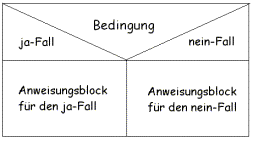 Bedingung
ja-Fall
nein-Fall
Anweisungsblock
für den ja-Fall
Anweisungsblock
für den nein-Fall